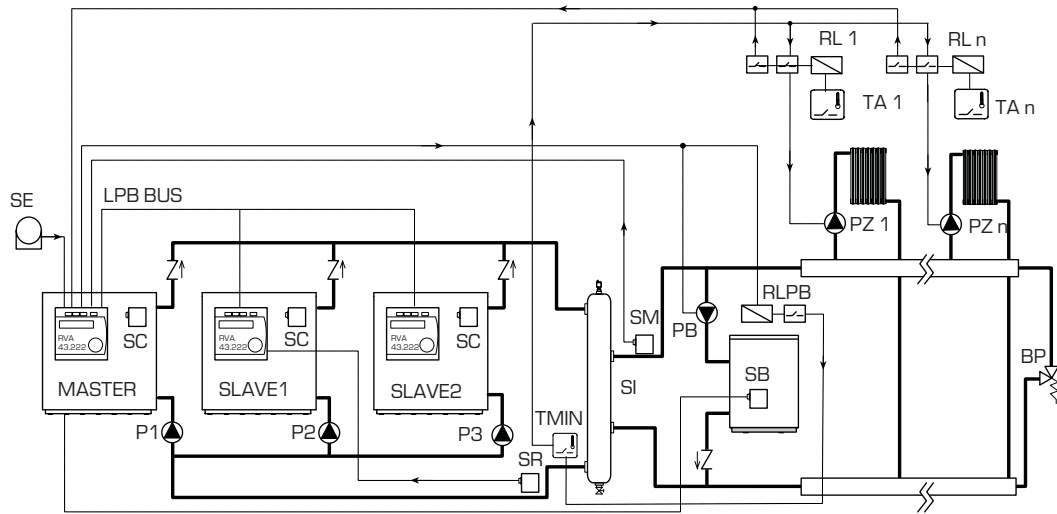 RL 1
RL n
TA 1
TA n
SE
LPB BUS
PZ 1
PZ n
RVA
43.222
SC
MASTER
RVA
43.222
SC
SLAVE1
RVA
43.222
SC
SLAVE2
SM
PB
RLPB
SI
SB
BP
P1
P2
P3
TMIN
SR